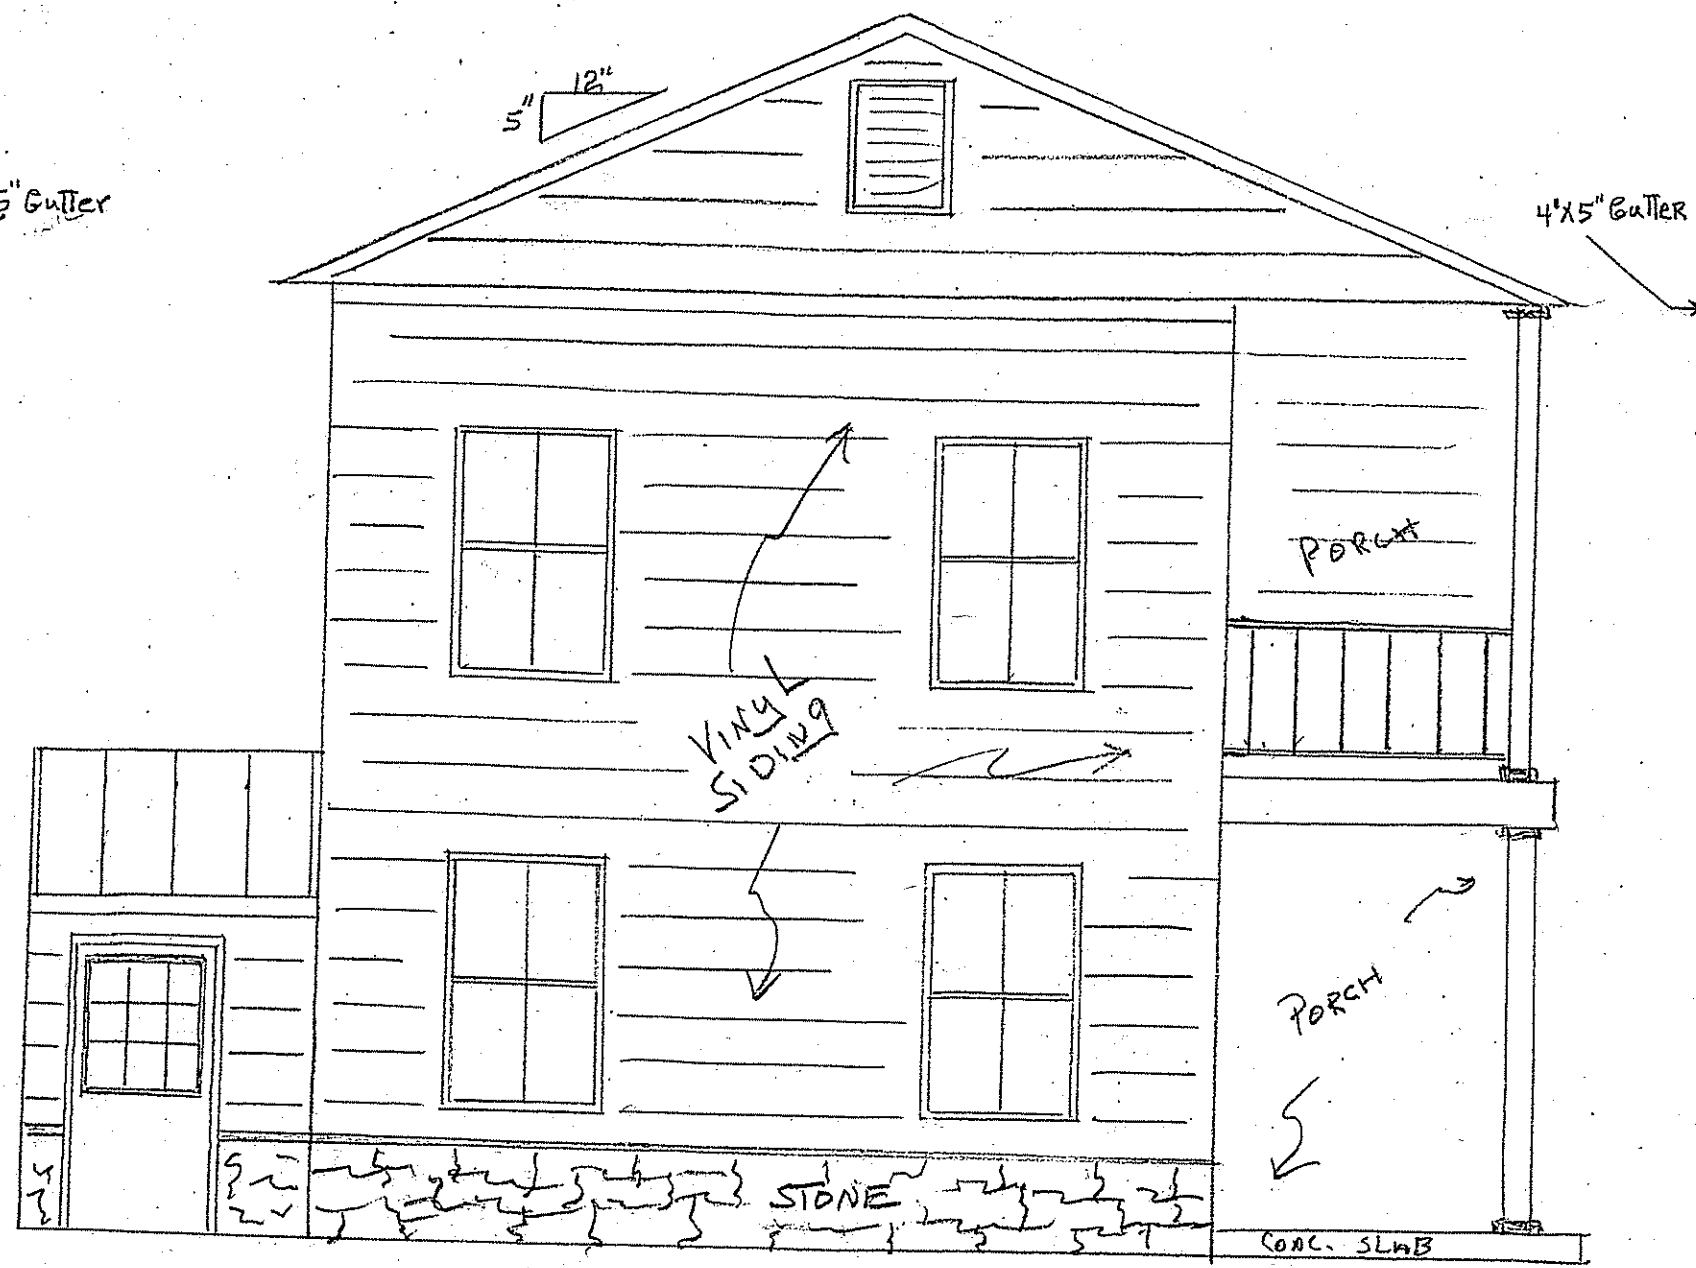 12"
5"
5" Gutter
4'X5" Gutter
PORCH
VINYL
SIDING
PORCH
STONE
CONC. SLAB